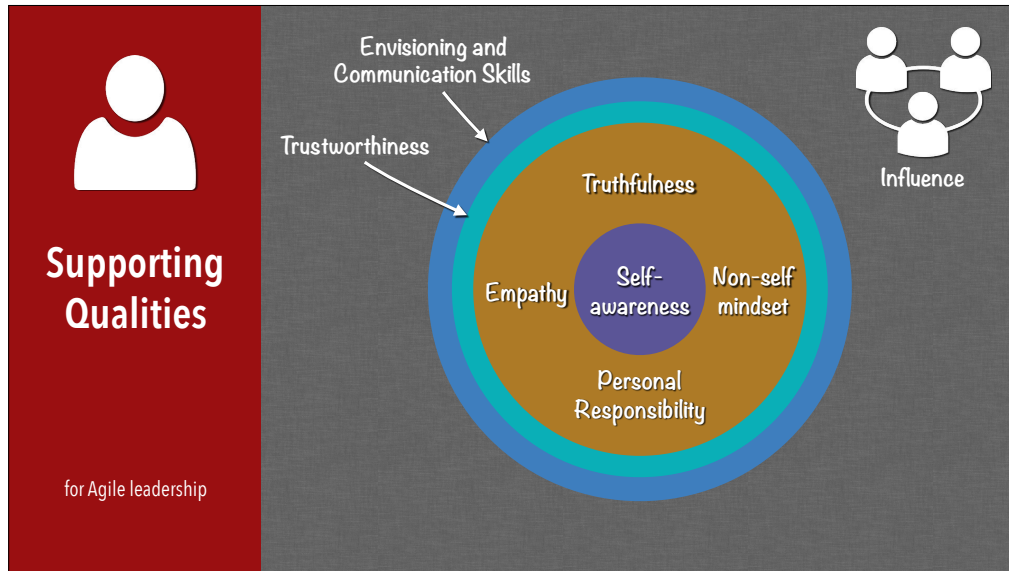 Supporting
Qualities
for Agile leadership
Envisioning and
Communication Skills
Trustworthiness
Truthfulness
Empathy
Self-
awareness
Non-self
mindset
Personal
Responsibility
Influence